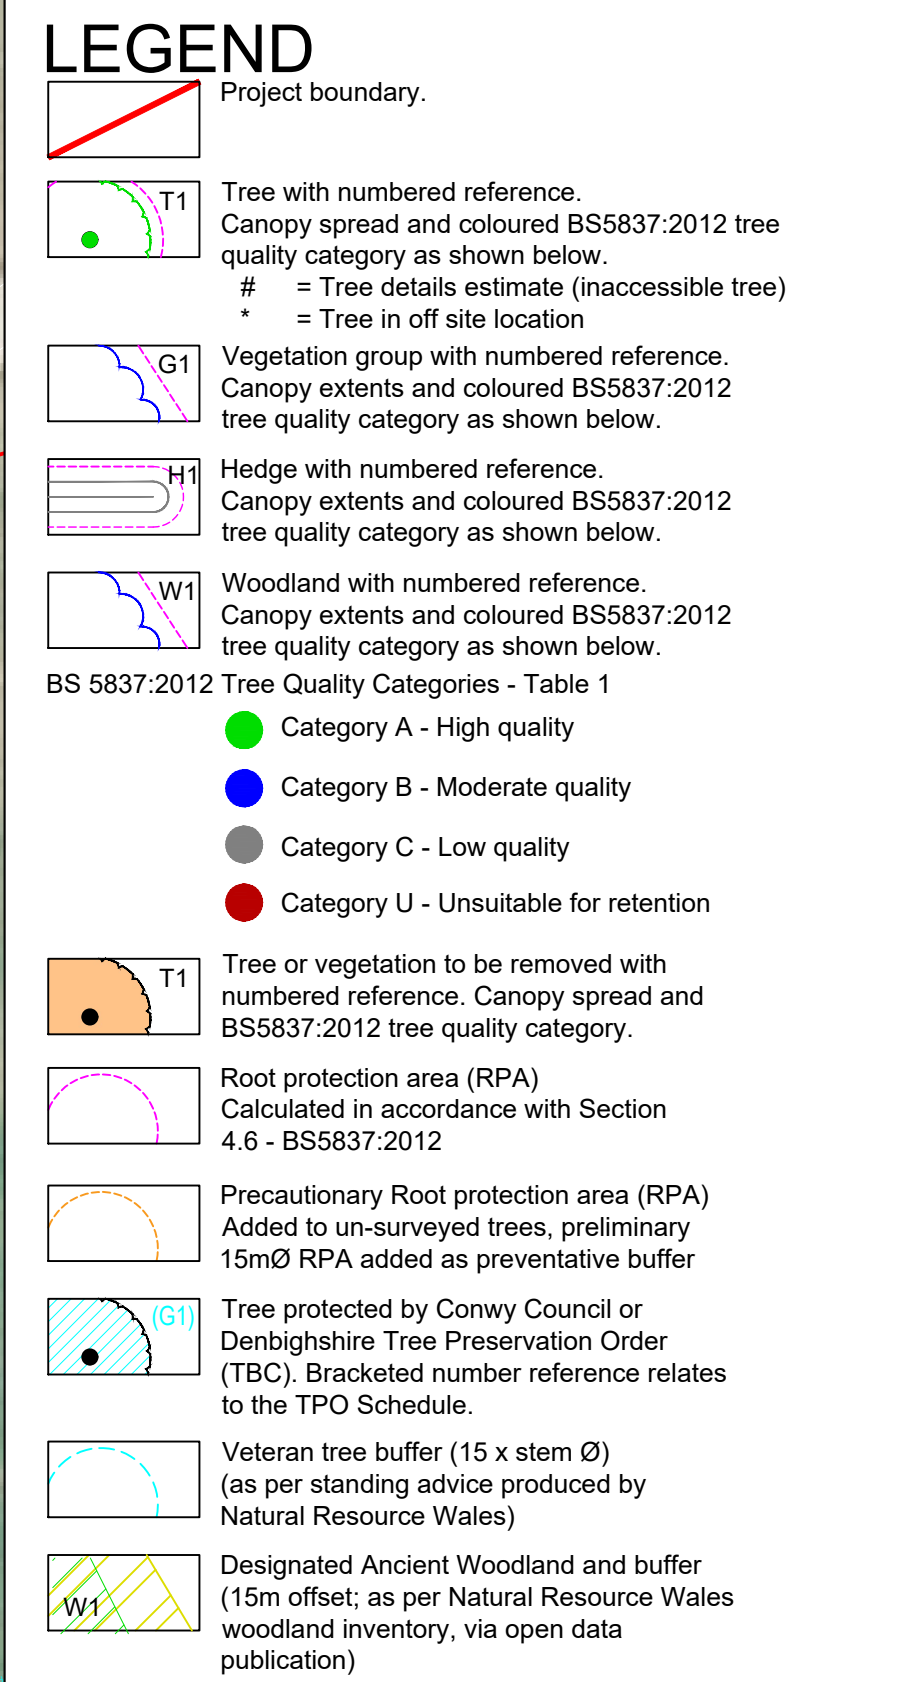 LEGEND
Project boundary.
T1
Tree with numbered reference.
Canopy spread and coloured BS5837:2012 tree
quality category as shown below.
# = Tree details estimate (inaccessible tree)
* = Tree in off site location
G1
Vegetation group with numbered reference.
Canopy extents and coloured BS5837:2012
tree quality category as shown below.
H1
Hedge with numbered reference.
Canopy extents and coloured BS5837:2012
tree quality category as shown below.
W1
Woodland with numbered reference.
Canopy extents and coloured BS5837:2012
tree quality category as shown below.
BS 5837:2012 Tree Quality Categories - Table 1
Category A - High quality
Category B - Moderate quality
Category C - Low quality
Category U - Unsuitable for retention
T1
Tree or vegetation to be removed with
numbered reference. Canopy spread and
BS5837:2012 tree quality category.
Root protection area (RPA)
Calculated in accordance with Section
4.6 - BS5837:2012
Precautionary Root protection area (RPA)
Added to un-surveyed trees, preliminary
15mØ RPA added as preventative buffer
(G1)
Tree protected by Conwy Council or
Denbighshire Tree Preservation Order
(TBC). Bracketed number reference relates
to the TPO Schedule.
Veteran tree buffer (15 x stem Ø)
(as per standing advice produced by
Natural Resource Wales)
W1
Designated Ancient Woodland and buffer
(15m offset; as per Natural Resource Wales
woodland inventory, via open data
publication)